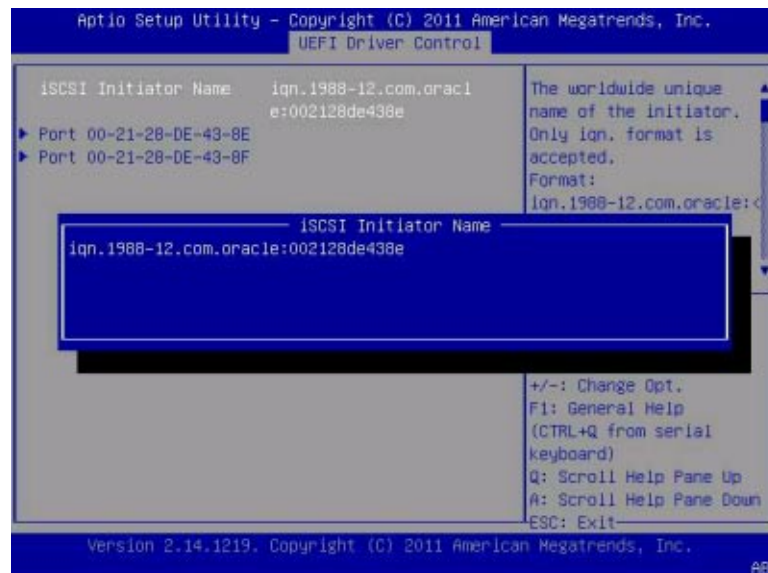 Aptio Setup Utility – Copyright (C) 2011 American Megatrends, Inc.
UEFI Driver Control
iSCSI Initiator Name iqn.1988-12.com.oracl
e:002128de438e
Port 00-21-28-DE-43-8E
Port 00-21-28-DE-43-8F
The worldwide unique
name of the initiator.
Only iqn. format is
accepted.
Format:
iqn.1988-12.com.oracle:<
iSCSI Initiator Name
iqn.1988-12.com.oracle:002128de438e
+/-: Change Opt.
F1: General Help
(CTRL+Q from serial
keyboard)
Q: Scroll Help Pane Up
A: Scroll Help Pane Down
ESC: Exit
Version 2.14.1219. Copyright (C) 2011 American Megatrends, Inc.
AB